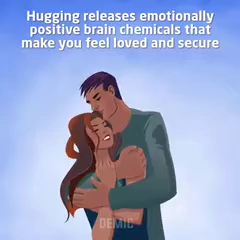 Hugging releases emotionally
positive brain chemicals that
make you feel loved and secure
DEMIC